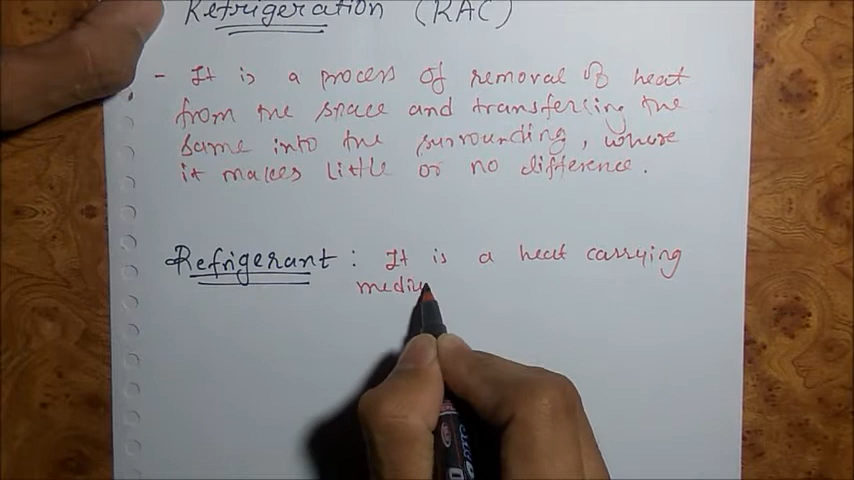 Refrigeration (RAC)
- It is a process of removal of heat
from the space and transferring the
same into the surrounding, where
it makes little or no difference.
Refrigerant : It is a heat carrying
mediu